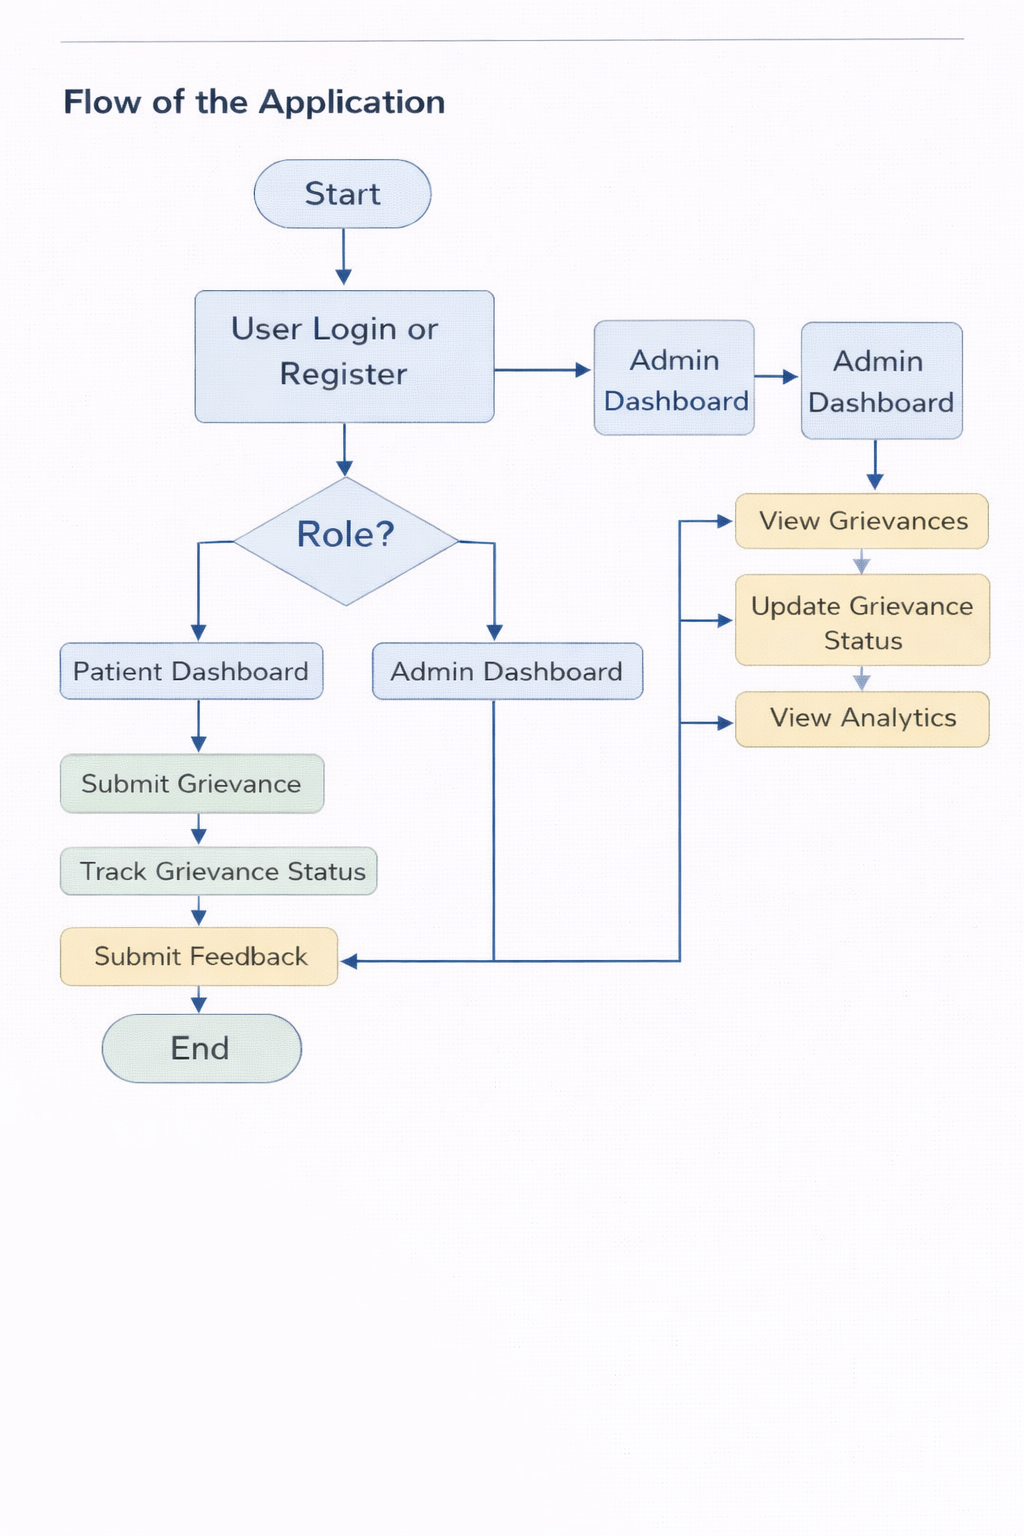 Flow of the Application
Start
User Login or
Register
Admin
Dashboard
Admin
Dashboard
Role?
View Grievances
Update Grievance
Status
Patient Dashboard
Admin Dashboard
View Analytics
Submit Grievance
Track Grievance Status
Submit Feedback
End